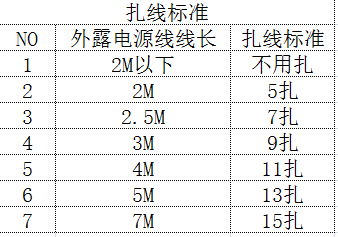 扎线标准
NO 外露电源线线长 扎线标准
1 2M以下 不用扎
2 2M 5扎
3 2.5M 7扎
4 3M 9扎
5 4M 11扎
6 5M 13扎
7 7M 15扎